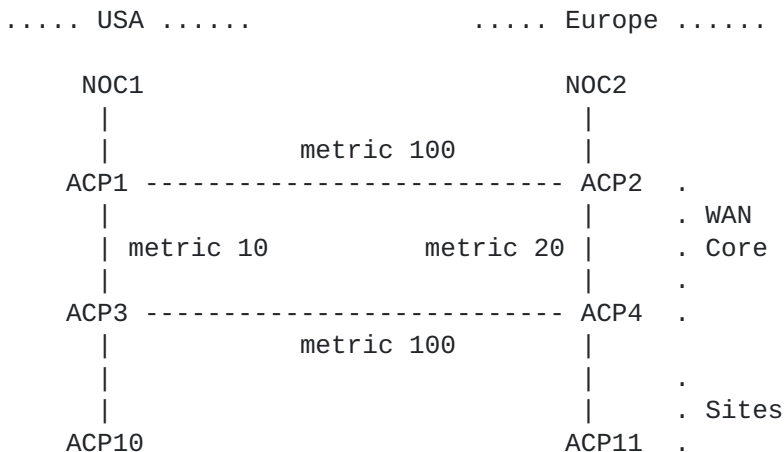 ..... USA ......                ..... Europe ......
NOC1                            NOC2
|                               |
|            metric 100         |
ACP1 --------------------------- ACP2  .
|                               |     . WAN
| metric 10          metric 20 |     . Core
|                               |     .
ACP3 --------------------------- ACP4  .
|            metric 100         |
|                               |     .
|                               |     . Sites
ACP10                           ACP11  .